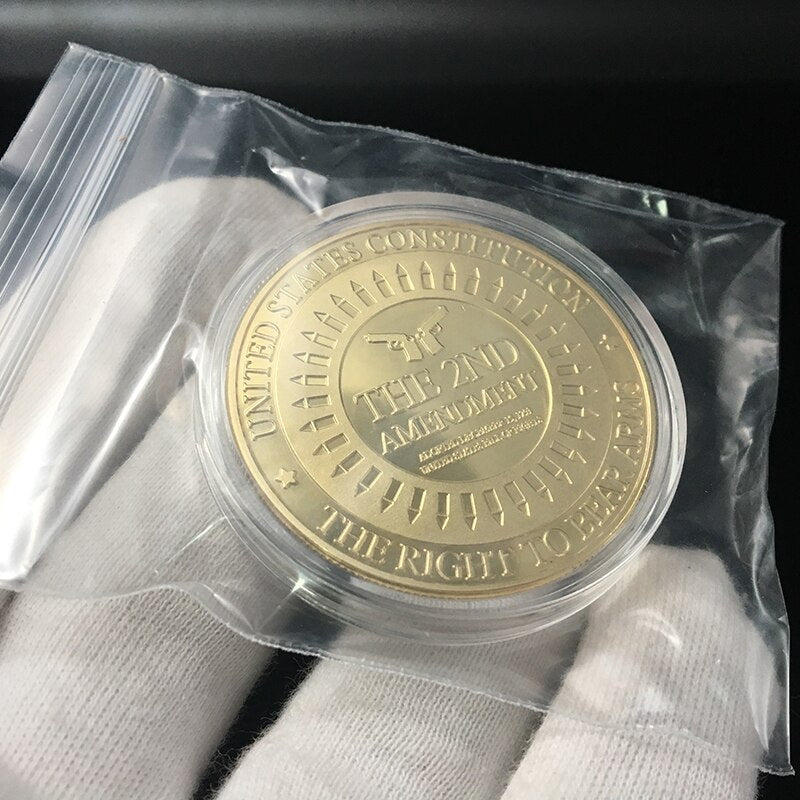 UNITED STATES CONSTITUTION
THE 2ND
AMENDMENT
THE RIGHT TO BEAR ARMS